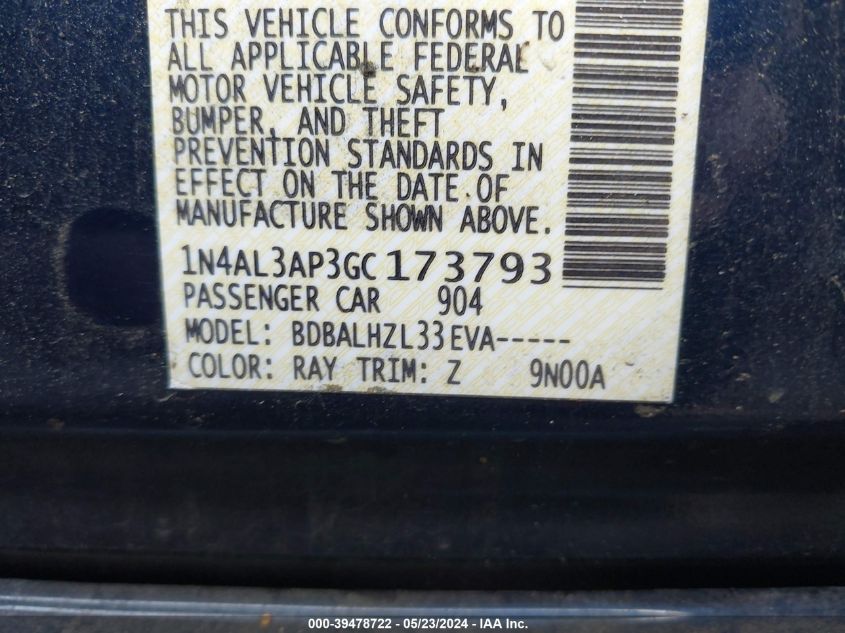 THIS VEHICLE CONFORMS TO
ALL APPLICABLE FEDERAL
MOTOR VEHICLE SAFETY,
BUMPER, AND THEFT
PREVENTION STANDARDS IN
EFFECT ON THE DATE OF
MANUFACTURE SHOWN ABOVE.
1N4AL3AP3GC173793
PASSENGER CAR 904
MODEL: BDBALHZL33EVA-----
COLOR: RAY TRIM: Z 9N00A
000-39478722 - 05/23/2024 - IAA Inc.